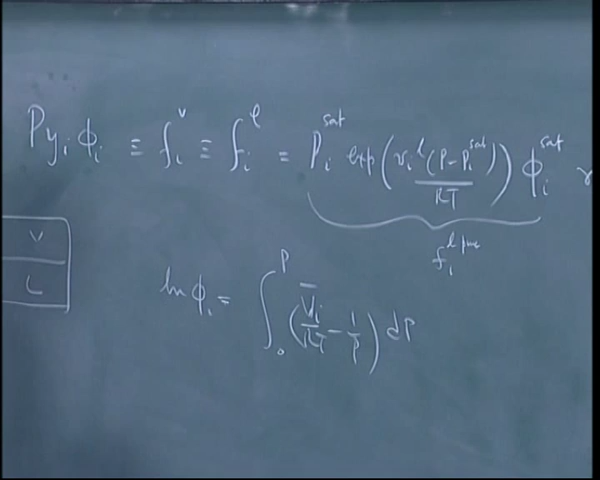 P y_i ϕ_i ≡ f_i^v ≡ f_i^l = P_i^sat exp(v_i^l (P - P_i^sat) / RT) ϕ_i^sat
f_i^l pure
V
L
ln ϕ_i = ∫_0^P (V̅_i/RT - 1/P) dP